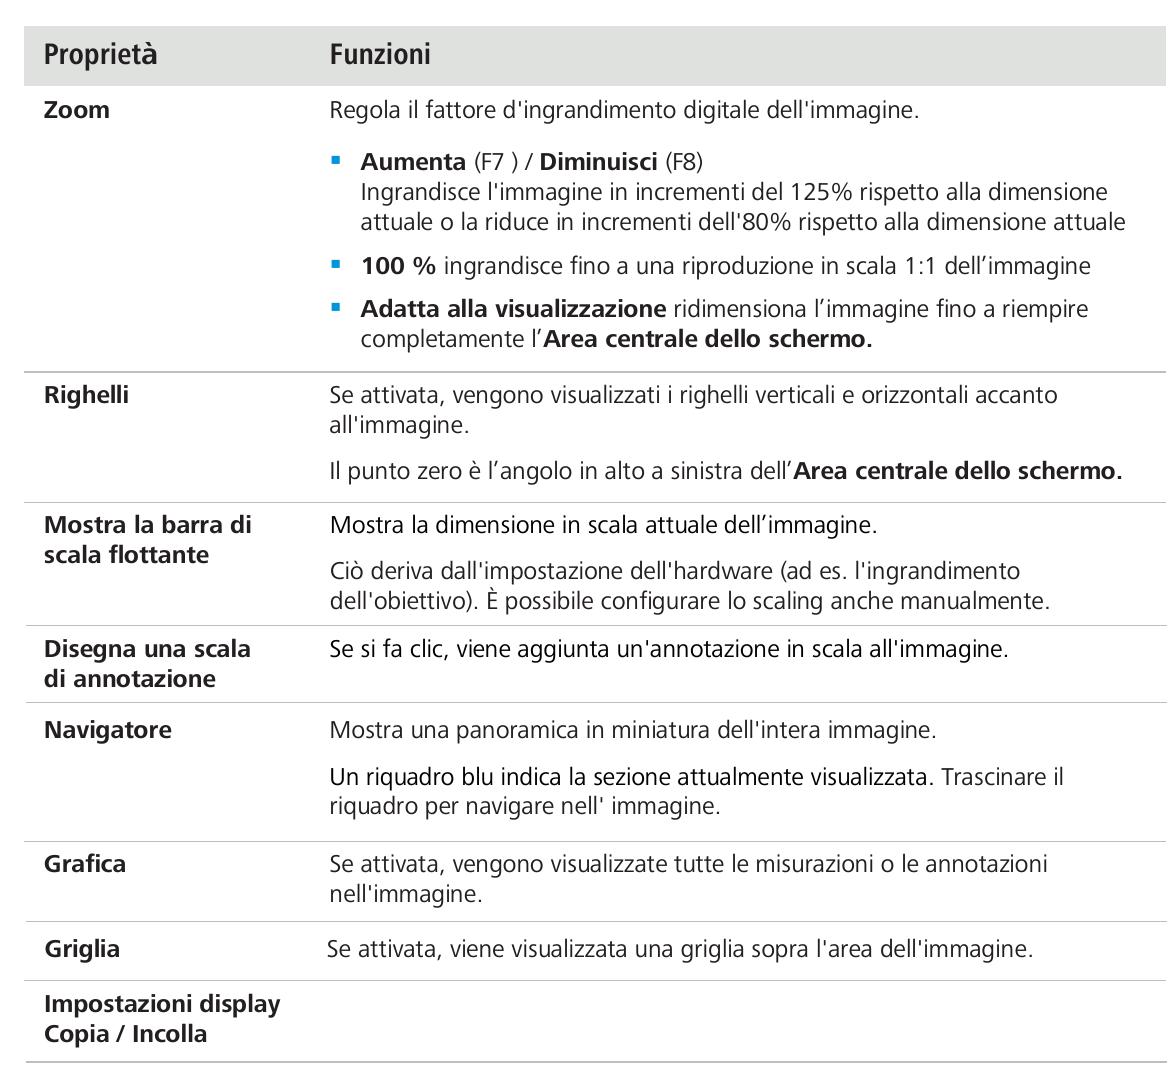 Proprietà Funzioni
Zoom Regola il fattore d'ingrandimento digitale dell'immagine.
▪ Aumenta (F7 ) / Diminuisci (F8)
Ingrandisce l'immagine in incrementi del 125% rispetto alla dimensione
attuale o la riduce in incrementi dell'80% rispetto alla dimensione attuale
▪ 100 % ingrandisce fino a una riproduzione in scala 1:1 dell’immagine
▪ Adatta alla visualizzazione ridimensiona l’immagine fino a riempire
completamente l’Area centrale dello schermo.
Righelli Se attivata, vengono visualizzati i righelli verticali e orizzontali accanto
all'immagine.
Il punto zero è l’angolo in alto a sinistra dell’Area centrale dello schermo.
Mostra la barra di
scala flottante
Mostra la dimensione in scala attuale dell’immagine.
Ciò deriva dall'impostazione dell'hardware (ad es. l'ingrandimento
dell'obiettivo). È possibile configurare lo scaling anche manualmente.
Disegna una scala
di annotazione
Se si fa clic, viene aggiunta un'annotazione in scala all'immagine.
Navigatore Mostra una panoramica in miniatura dell'intera immagine.
Un riquadro blu indica la sezione attualmente visualizzata. Trascinare il
riquadro per navigare nell' immagine.
Grafica Se attivata, vengono visualizzate tutte le misurazioni o le annotazioni
nell'immagine.
Griglia Se attivata, viene visualizzata una griglia sopra l'area dell'immagine.
Impostazioni display
Copia / Incolla